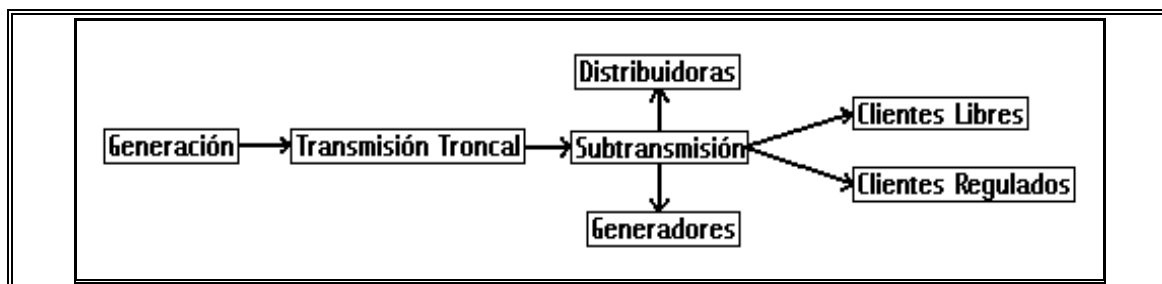 Distribuidoras
Generación
Transmisión Troncal
Subtransmisión
Clientes Libres
Clientes Regulados
Generadores